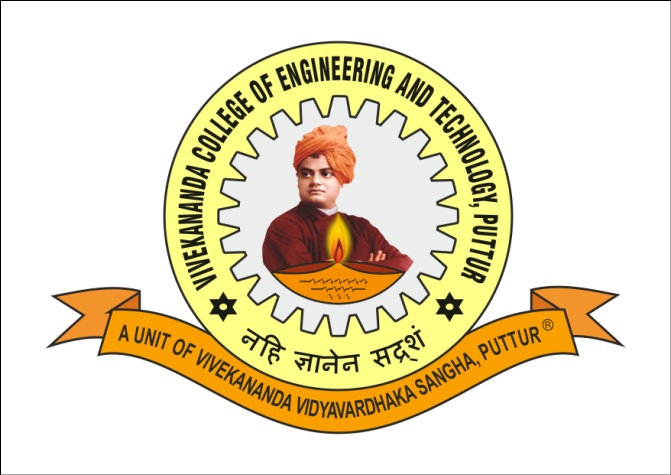 VIVEKANANDA COLLEGE OF ENGINEERING AND TECHNOLOGY, PUTTUR
नहि ज्ञानेन सद्रृशं
A UNIT OF VIVEKANANDA VIDYAVARDHAKA SANGHA, PUTTUR ®